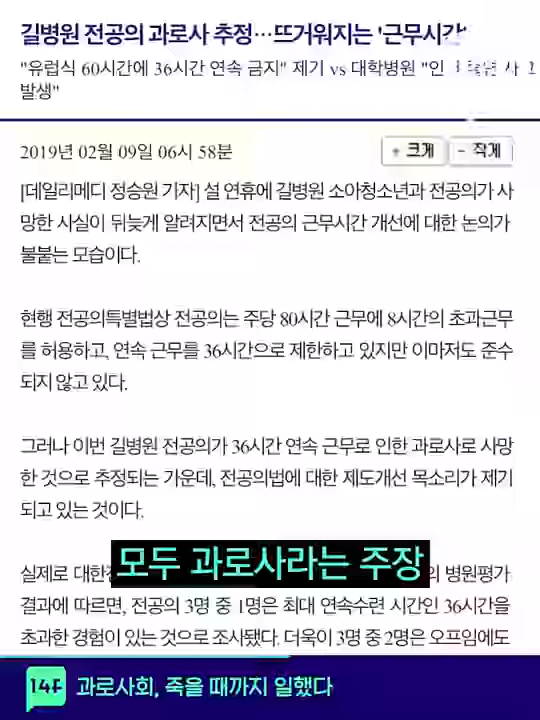 길병원 전공의 과로사 추정…뜨거워지는 '근무시간'
"유럽식 60시간에 36시간 연속 금지" 제기 vs 대학병원 "인
발생"
2019년 02월 09일 06시 58분
+ 크게
- 작게
[데일리메디 정승원 기자] 설 연휴에 길병원 소아청소년과 전공의가 사
망한 사실이 뒤늦게 알려지면서 전공의 근무시간 개선에 대한 논의가
불붙는 모습이다.
현행 전공의특별법상 전공의는 주당 80시간 근무에 8시간의 초과근무
를 허용하고, 연속 근무를 36시간으로 제한하고 있지만 이마저도 준수
되지 않고 있다.
그러나 이번 길병원 전공의가 36시간 연속 근무로 인한 과로사로 사망
한 것으로 추정되는 가운데, 전공의법에 대한 제도개선 목소리가 제기
되고 있는 것이다.
모두 과로사라는 주장
실제로 병원평가
결과에 따르면, 전공의 3명 중 1명은 최대 연속수련 시간인 36시간을
초과한 경험이 있는 것으로 조사됐다. 더욱이 3명 중 2명은 오프임에도
14F 과로사회, 죽을 때까지 일했다